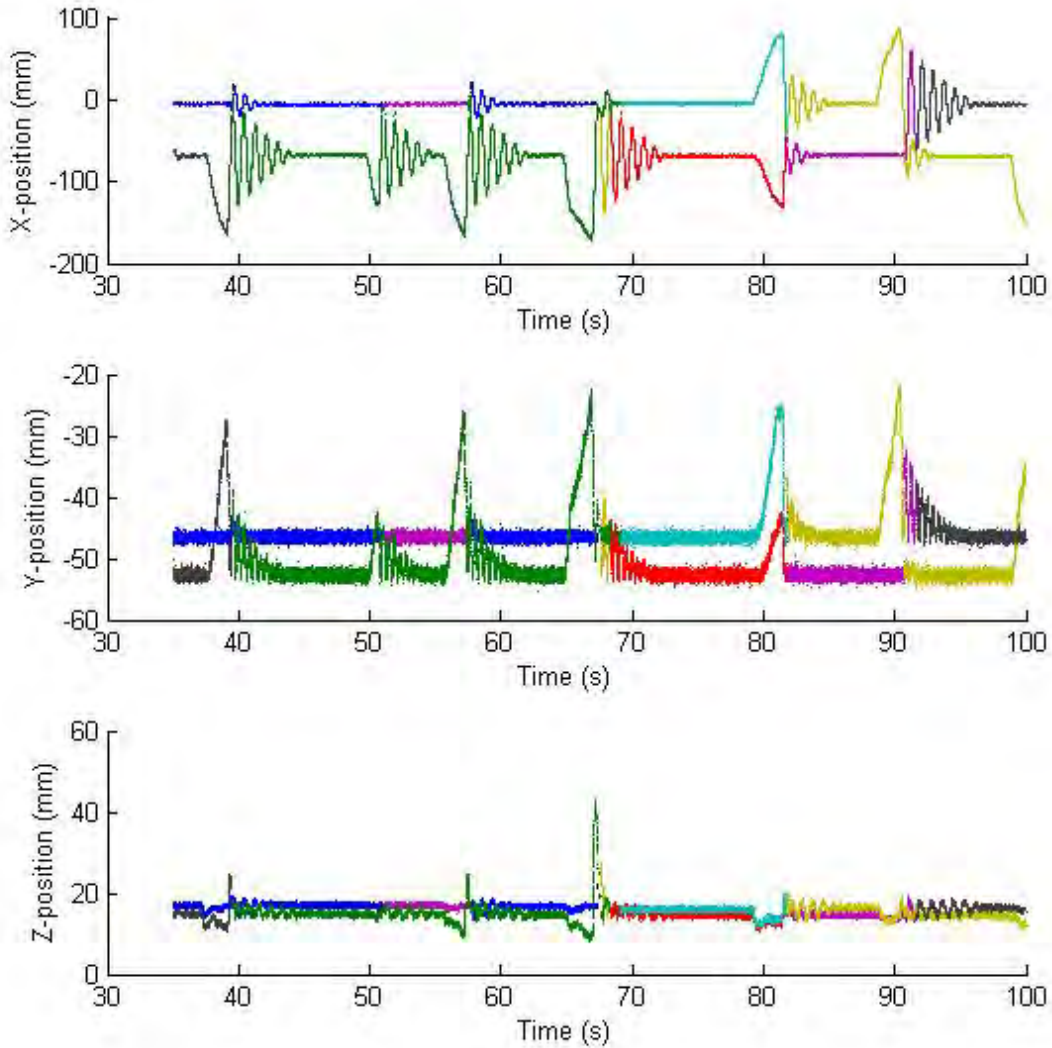 100
0
-100
-200
X-position (mm)
30 40 50 60 70 80 90 100
Time (s)
-20
-30
-40
-50
-60
Y-position (mm)
30 40 50 60 70 80 90 100
Time (s)
60
40
20
0
Z-position (mm)
30 40 50 60 70 80 90 100
Time (s)